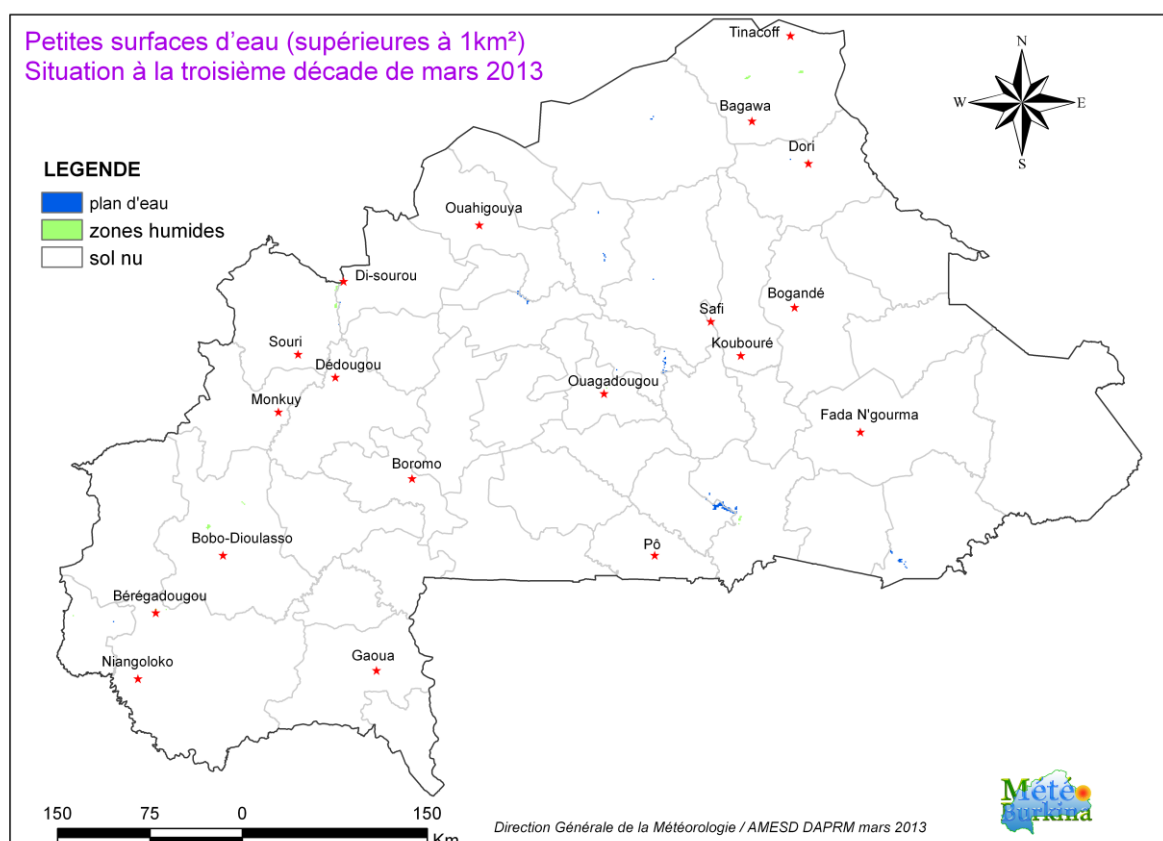 Petites surfaces d'eau (supérieures à 1km²)
Situation à la troisième décade de mars 2013
LEGENDE
plan d'eau
zones humides
sol nu
N
W
E
S
Tinacoff
Bagawa
Dori
Ouahigouya
Di-sourou
Bogandé
Safi
Koubouré
Souri
Dédougou
Ouagadougou
Monkuy
Fada N'gourma
Boromo
Bobo-Dioulasso
Pô
Bérégadougou
Gaoua
Niangoloko
150 75 0 150
Km
Direction Générale de la Météorologie / AMESD DAPRM mars 2013
Mété
Burkina